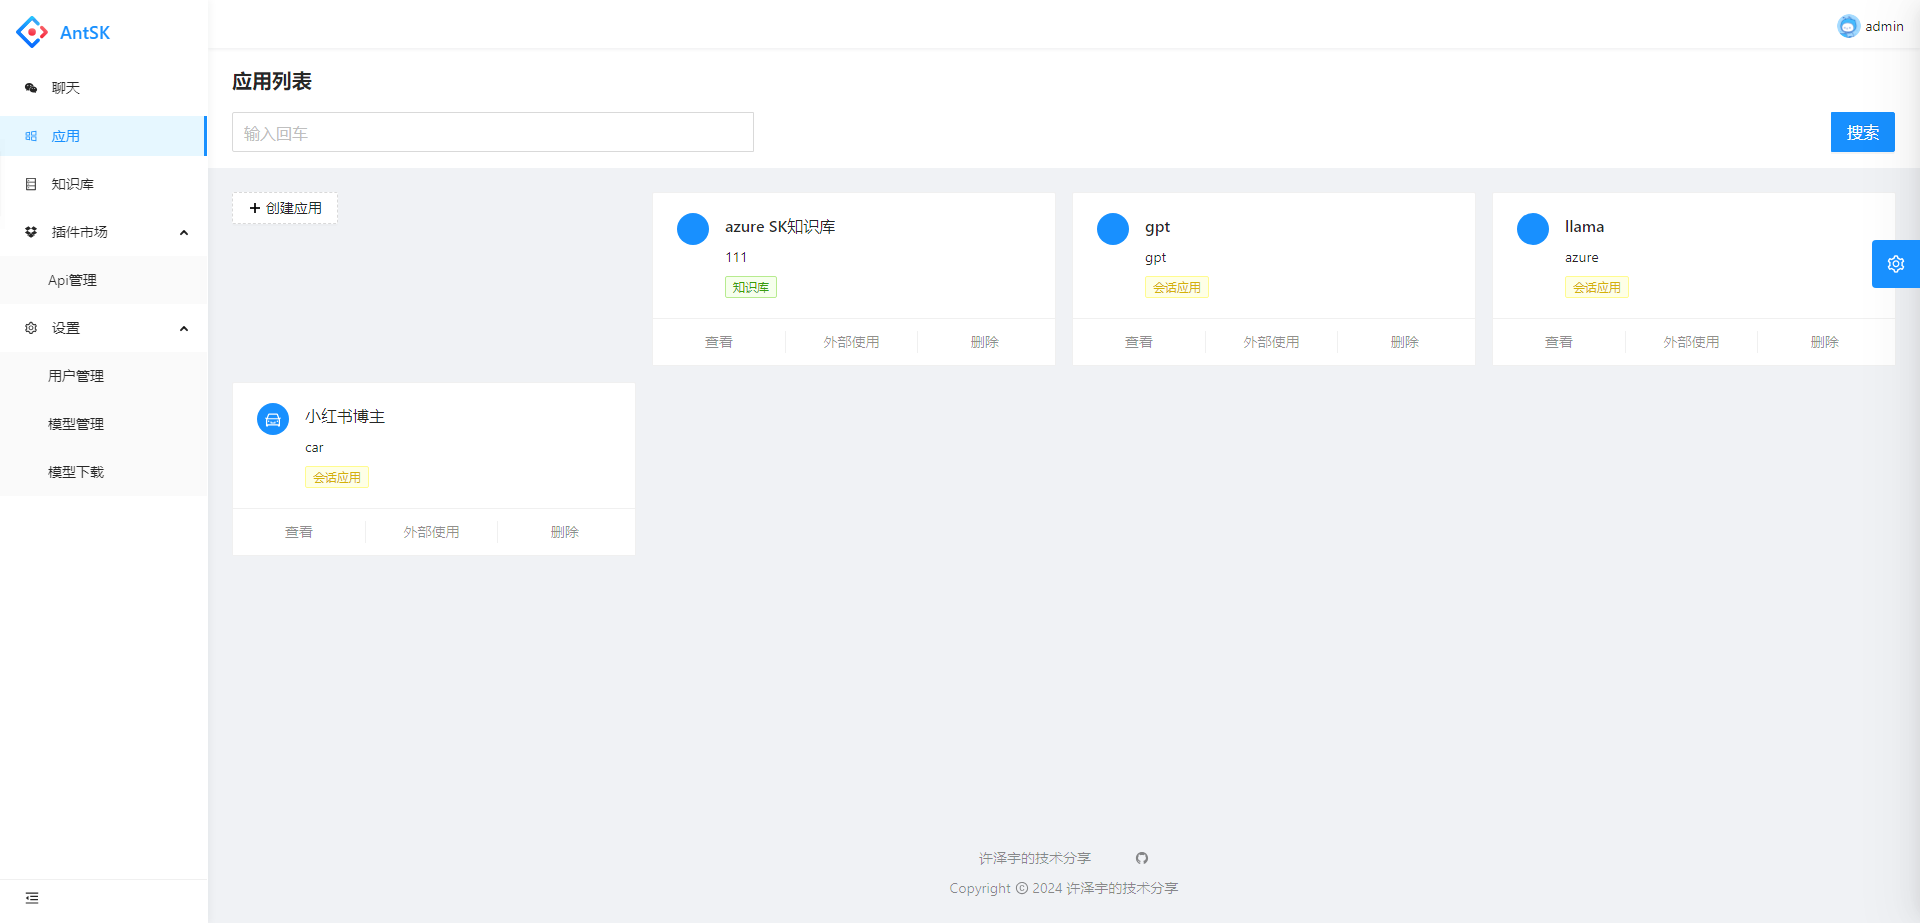 AntSK
admin
聊天
应用
知识库
插件市场
Api管理
设置
用户管理
模型管理
模型下载
应用列表
输入回车
搜索
创建应用
azure SK知识库
111
知识库
查看
外部使用
删除
gpt
gpt
会话应用
查看
外部使用
删除
llama
azure
会话应用
查看
外部使用
删除
小红书博主
car
会话应用
查看
外部使用
删除
许泽宇的技术分享
Copyright © 2024 许泽宇的技术分享